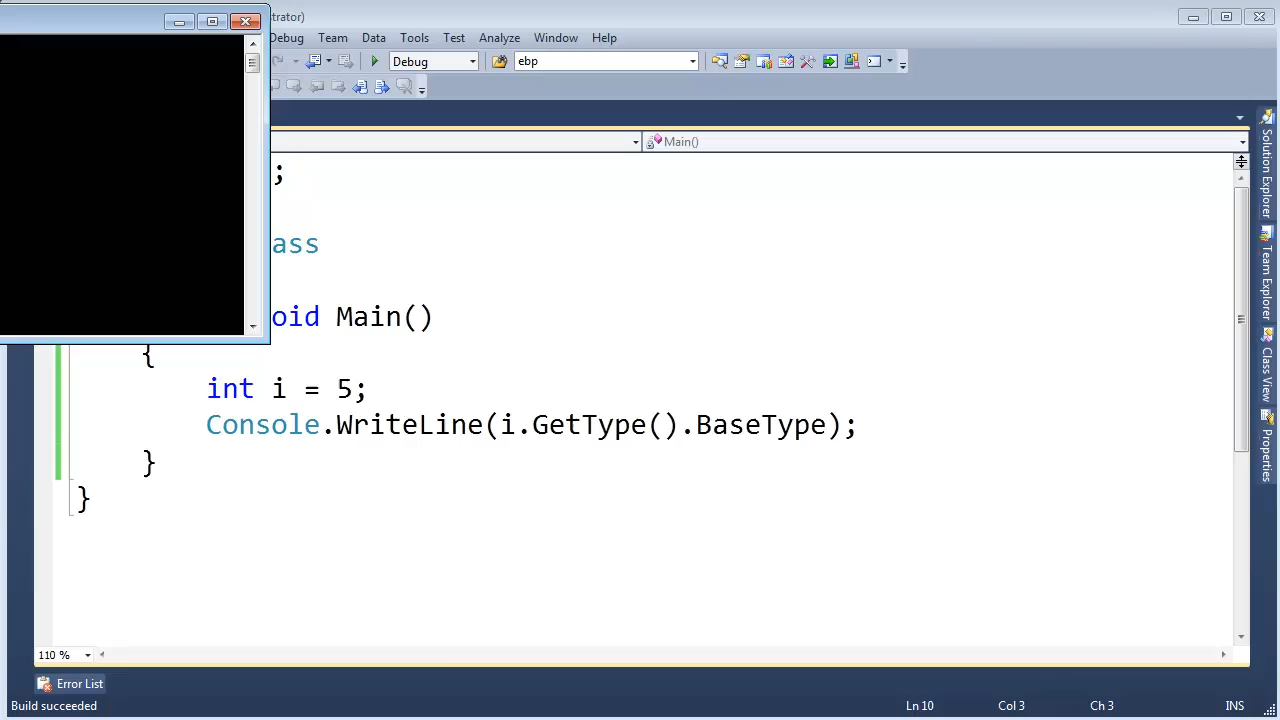 strator)
Debug Team Data Tools Test Analyze Window Help
Debug ebp
Main()
;
ass
oid Main()
{
int i = 5;
Console.WriteLine(i.GetType().BaseType);
}
}
110 %
Error List
Build succeeded Ln 10 Col 3 Ch 3 INS
Solution Explorer
Team Explorer
Class View
Properties